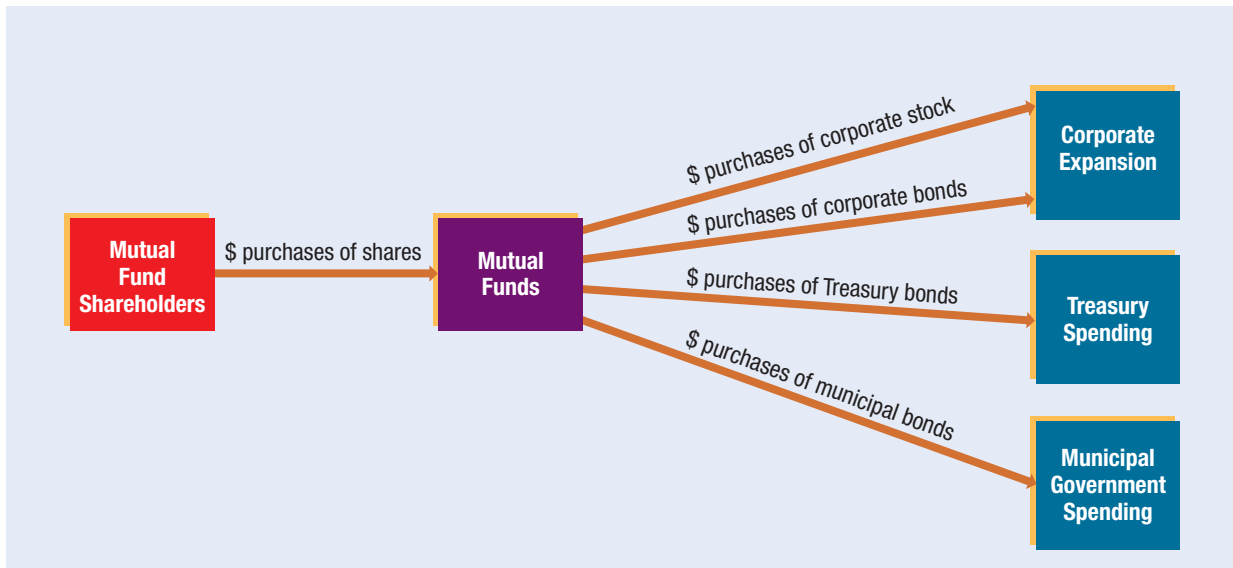 Mutual
Fund
Shareholders
$ purchases of shares
Mutual
Funds
$ purchases of corporate stock
$ purchases of corporate bonds
$ purchases of Treasury bonds
$ purchases of municipal bonds
Corporate
Expansion
Treasury
Spending
Municipal
Government
Spending